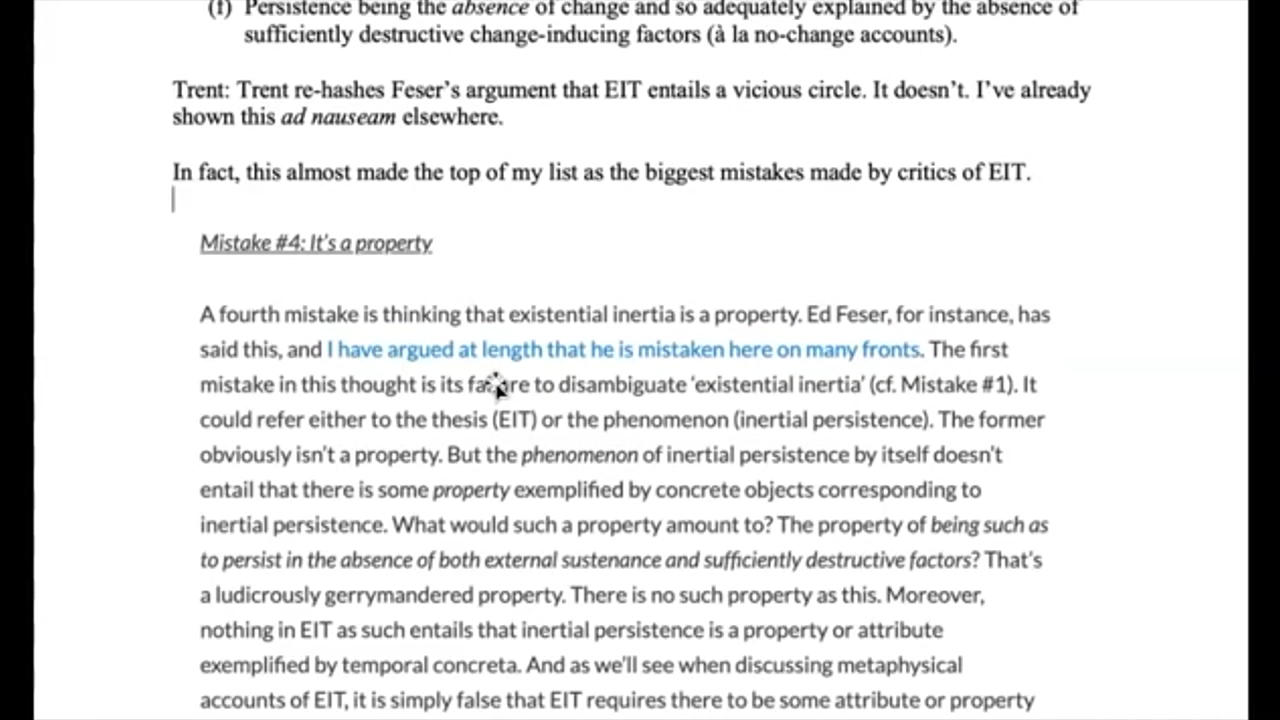 (f) Persistence being the absence of change and so adequately explained by the absence of
sufficiently destructive change-inducing factors (à la no-change accounts).
Trent: Trent re-hashes Feser’s argument that EIT entails a vicious circle. It doesn’t. I’ve already
shown this ad nauseam elsewhere.
In fact, this almost made the top of my list as the biggest mistakes made by critics of EIT.
Mistake #4: It’s a property
A fourth mistake is thinking that existential inertia is a property. Ed Feser, for instance, has
said this, and I have argued at length that he is mistaken here on many fronts. The first
mistake in this thought is its failure to disambiguate ‘existential inertia’ (cf. Mistake #1). It
could refer either to the thesis (EIT) or the phenomenon (inertial persistence). The former
obviously isn’t a property. But the phenomenon of inertial persistence by itself doesn’t
entail that there is some property exemplified by concrete objects corresponding to
inertial persistence. What would such a property amount to? The property of being such as
to persist in the absence of both external sustenance and sufficiently destructive factors? That’s
a ludicrously gerrymandered property. There is no such property as this. Moreover,
nothing in EIT as such entails that inertial persistence is a property or attribute
exemplified by temporal concreta. And as we’ll see when discussing metaphysical
accounts of EIT, it is simply false that EIT requires there to be some attribute or property